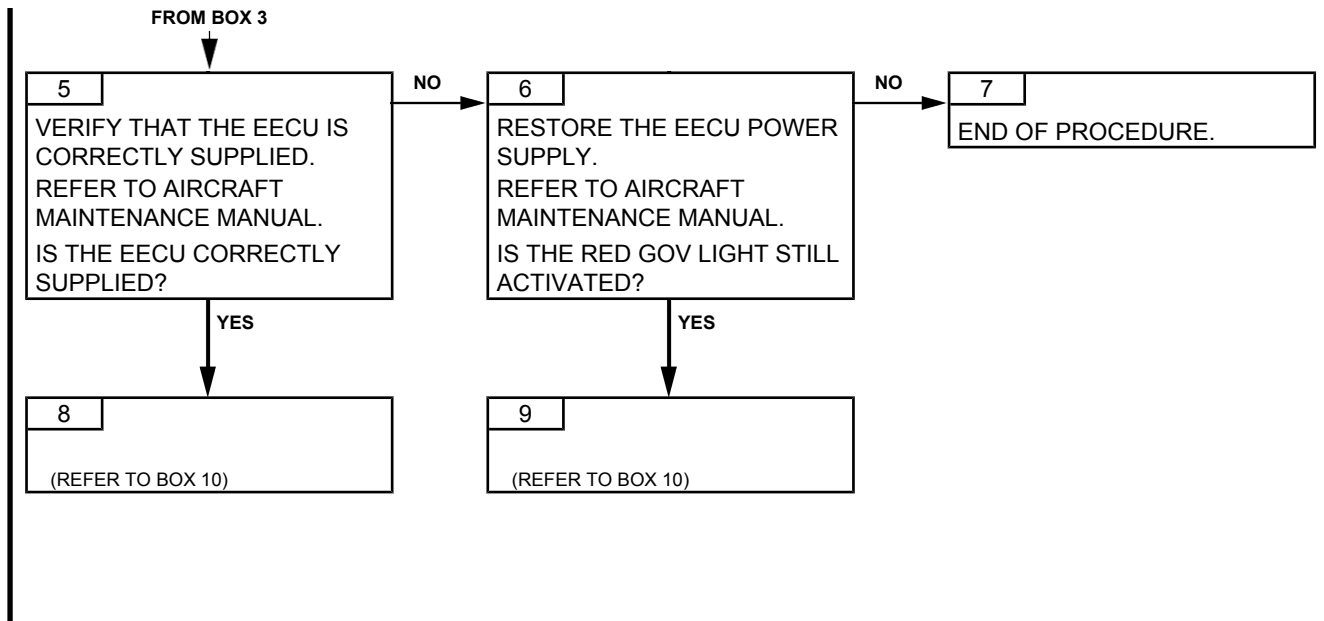 FROM BOX 3
5
VERIFY THAT THE EECU IS
CORRECTLY SUPPLIED.
REFER TO AIRCRAFT
MAINTENANCE MANUAL.
IS THE EECU CORRECTLY
SUPPLIED?
NO
6
RESTORE THE EECU POWER
SUPPLY.
REFER TO AIRCRAFT
MAINTENANCE MANUAL.
IS THE RED GOV LIGHT STILL
ACTIVATED?
NO
7
END OF PROCEDURE.
YES
YES
8
(REFER TO BOX 10)
9
(REFER TO BOX 10)